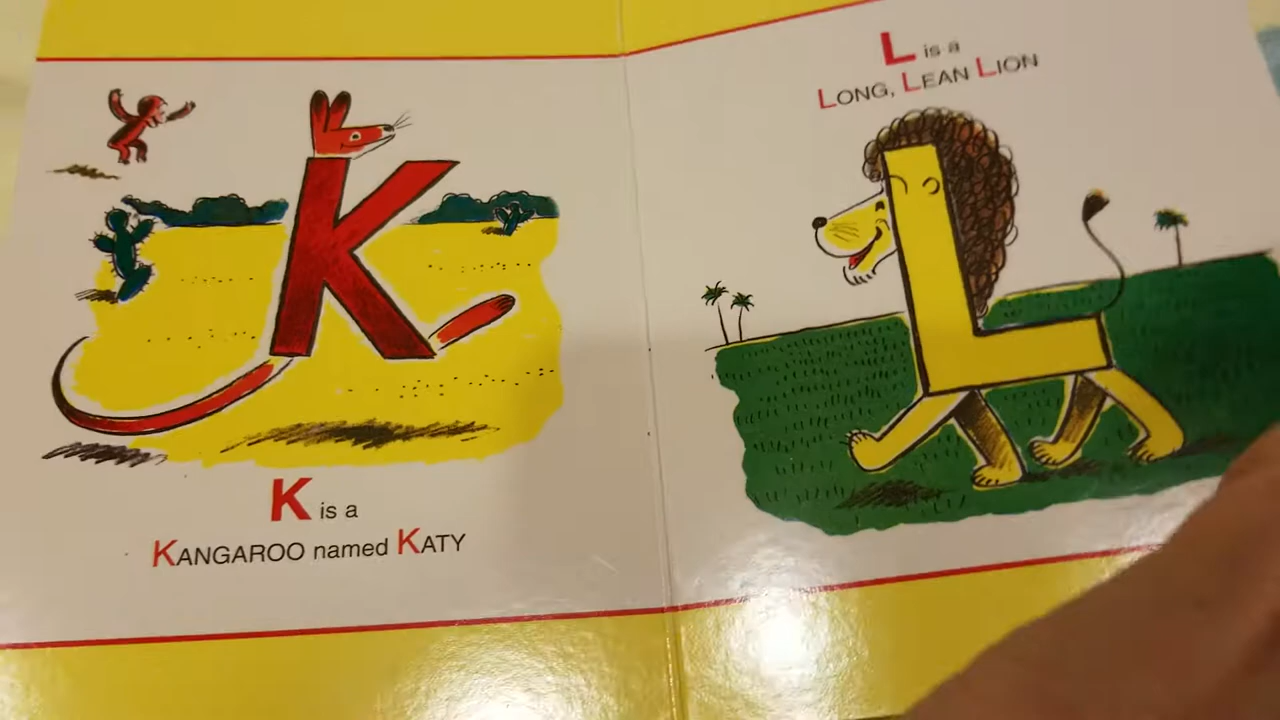 K
K is a
KANGAROO named KATY
L is a
LONG, LEAN LION
L